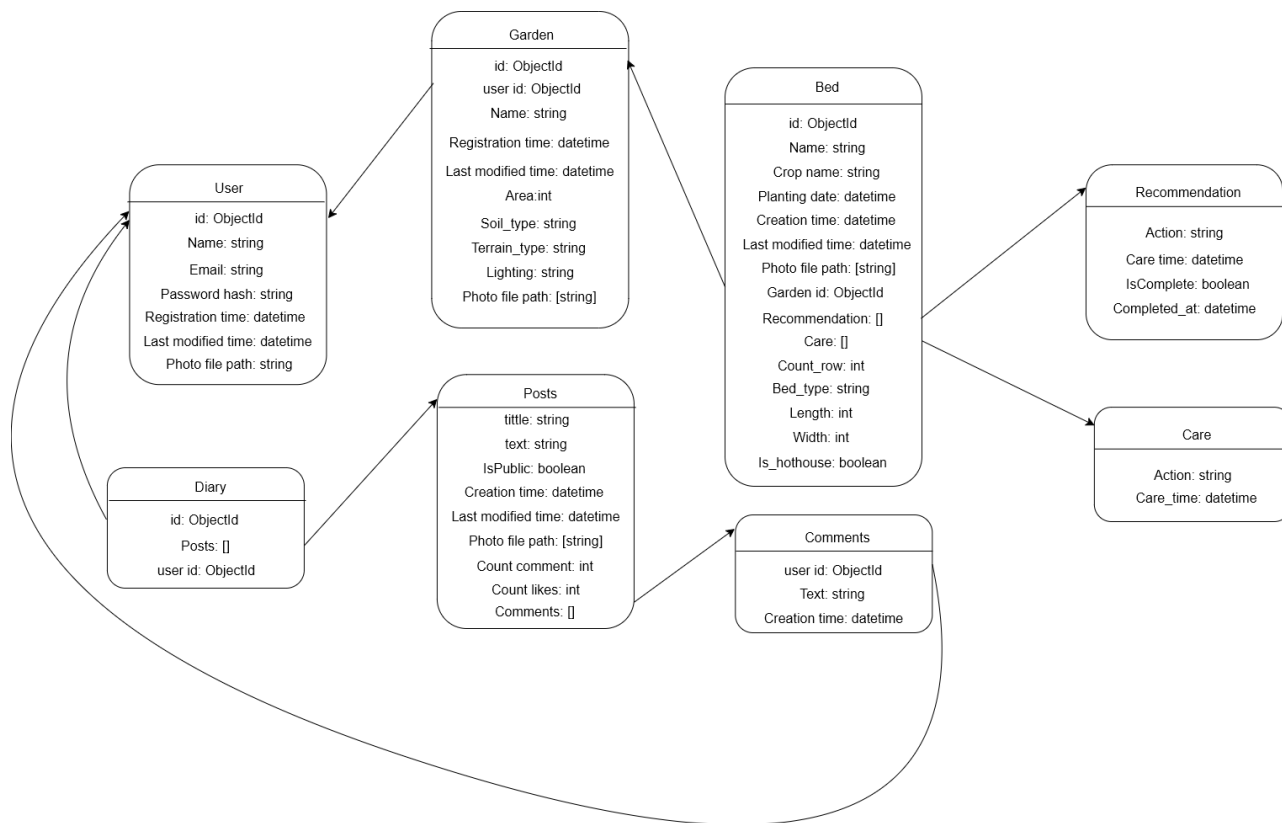 Garden
id: ObjectId
user id: ObjectId
Name: string
Registration time: datetime
Last modified time: datetime
Area:int
Soil_type: string
Terrain_type: string
Lighting: string
Photo file path: [string]
Bed
id: ObjectId
Name: string
Crop name: string
Planting date: datetime
Creation time: datetime
Last modified time: datetime
Photo file path: [string]
Garden id: ObjectId
Recommendation: []
Care: []
Count_row: int
Bed_type: string
Length: int
Width: int
Is_hothouse: boolean
Recommendation
Action: string
Care time: datetime
IsComplete: boolean
Completed_at: datetime
User
id: ObjectId
Name: string
Email: string
Password hash: string
Registration time: datetime
Last modified time: datetime
Photo file path: string
Posts
tittle: string
text: string
IsPublic: boolean
Creation time: datetime
Last modified time: datetime
Photo file path: [string]
Count comment: int
Count likes: int
Comments: []
Care
Action: string
Care_time: datetime
Diary
id: ObjectId
Posts: []
user id: ObjectId
Comments
user id: ObjectId
Text: string
Creation time: datetime